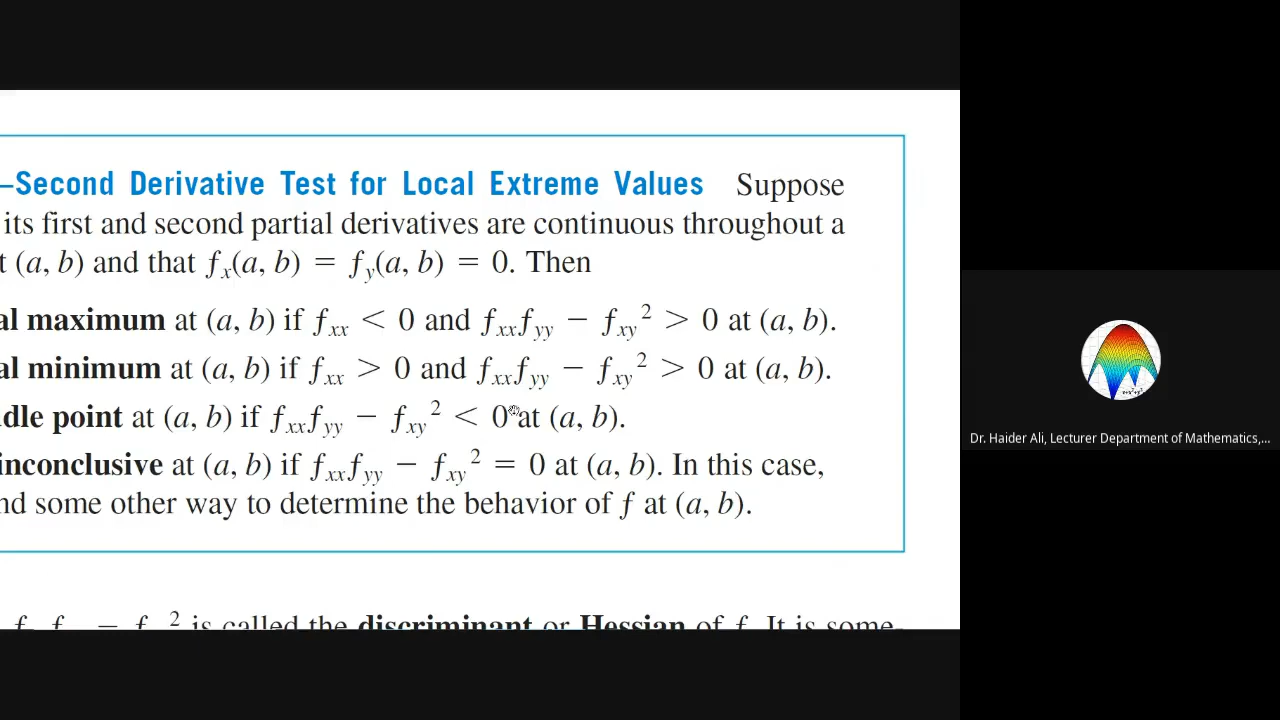 –Second Derivative Test for Local Extreme Values Suppose
its first and second partial derivatives are continuous throughout a
t (a, b) and that fₓ(a, b) = f_y(a, b) = 0. Then
al maximum at (a, b) if f_xx < 0 and f_xx f_yy − f_xy² > 0 at (a, b).
al minimum at (a, b) if f_xx > 0 and f_xx f_yy − f_xy² > 0 at (a, b).
dle point at (a, b) if f_xx f_yy − f_xy² < 0 at (a, b).
inconclusive at (a, b) if f_xx f_yy − f_xy² = 0 at (a, b). In this case,
nd some other way to determine the behavior of f at (a, b).
is called the discriminant or Hessian of f. It is some-
Dr. Haider Ali, Lecturer Department of Mathematics,...